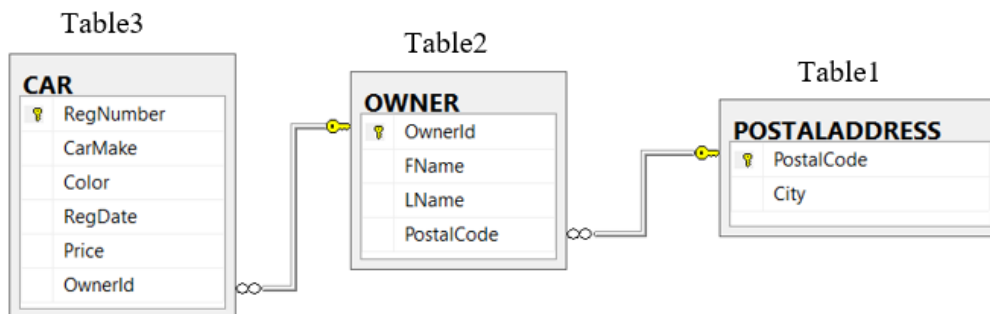 Table3
CAR
RegNumber
CarMake
Color
RegDate
Price
OwnerId
Table2
OWNER
OwnerId
FName
LName
PostalCode
Table1
POSTALADDRESS
PostalCode
City